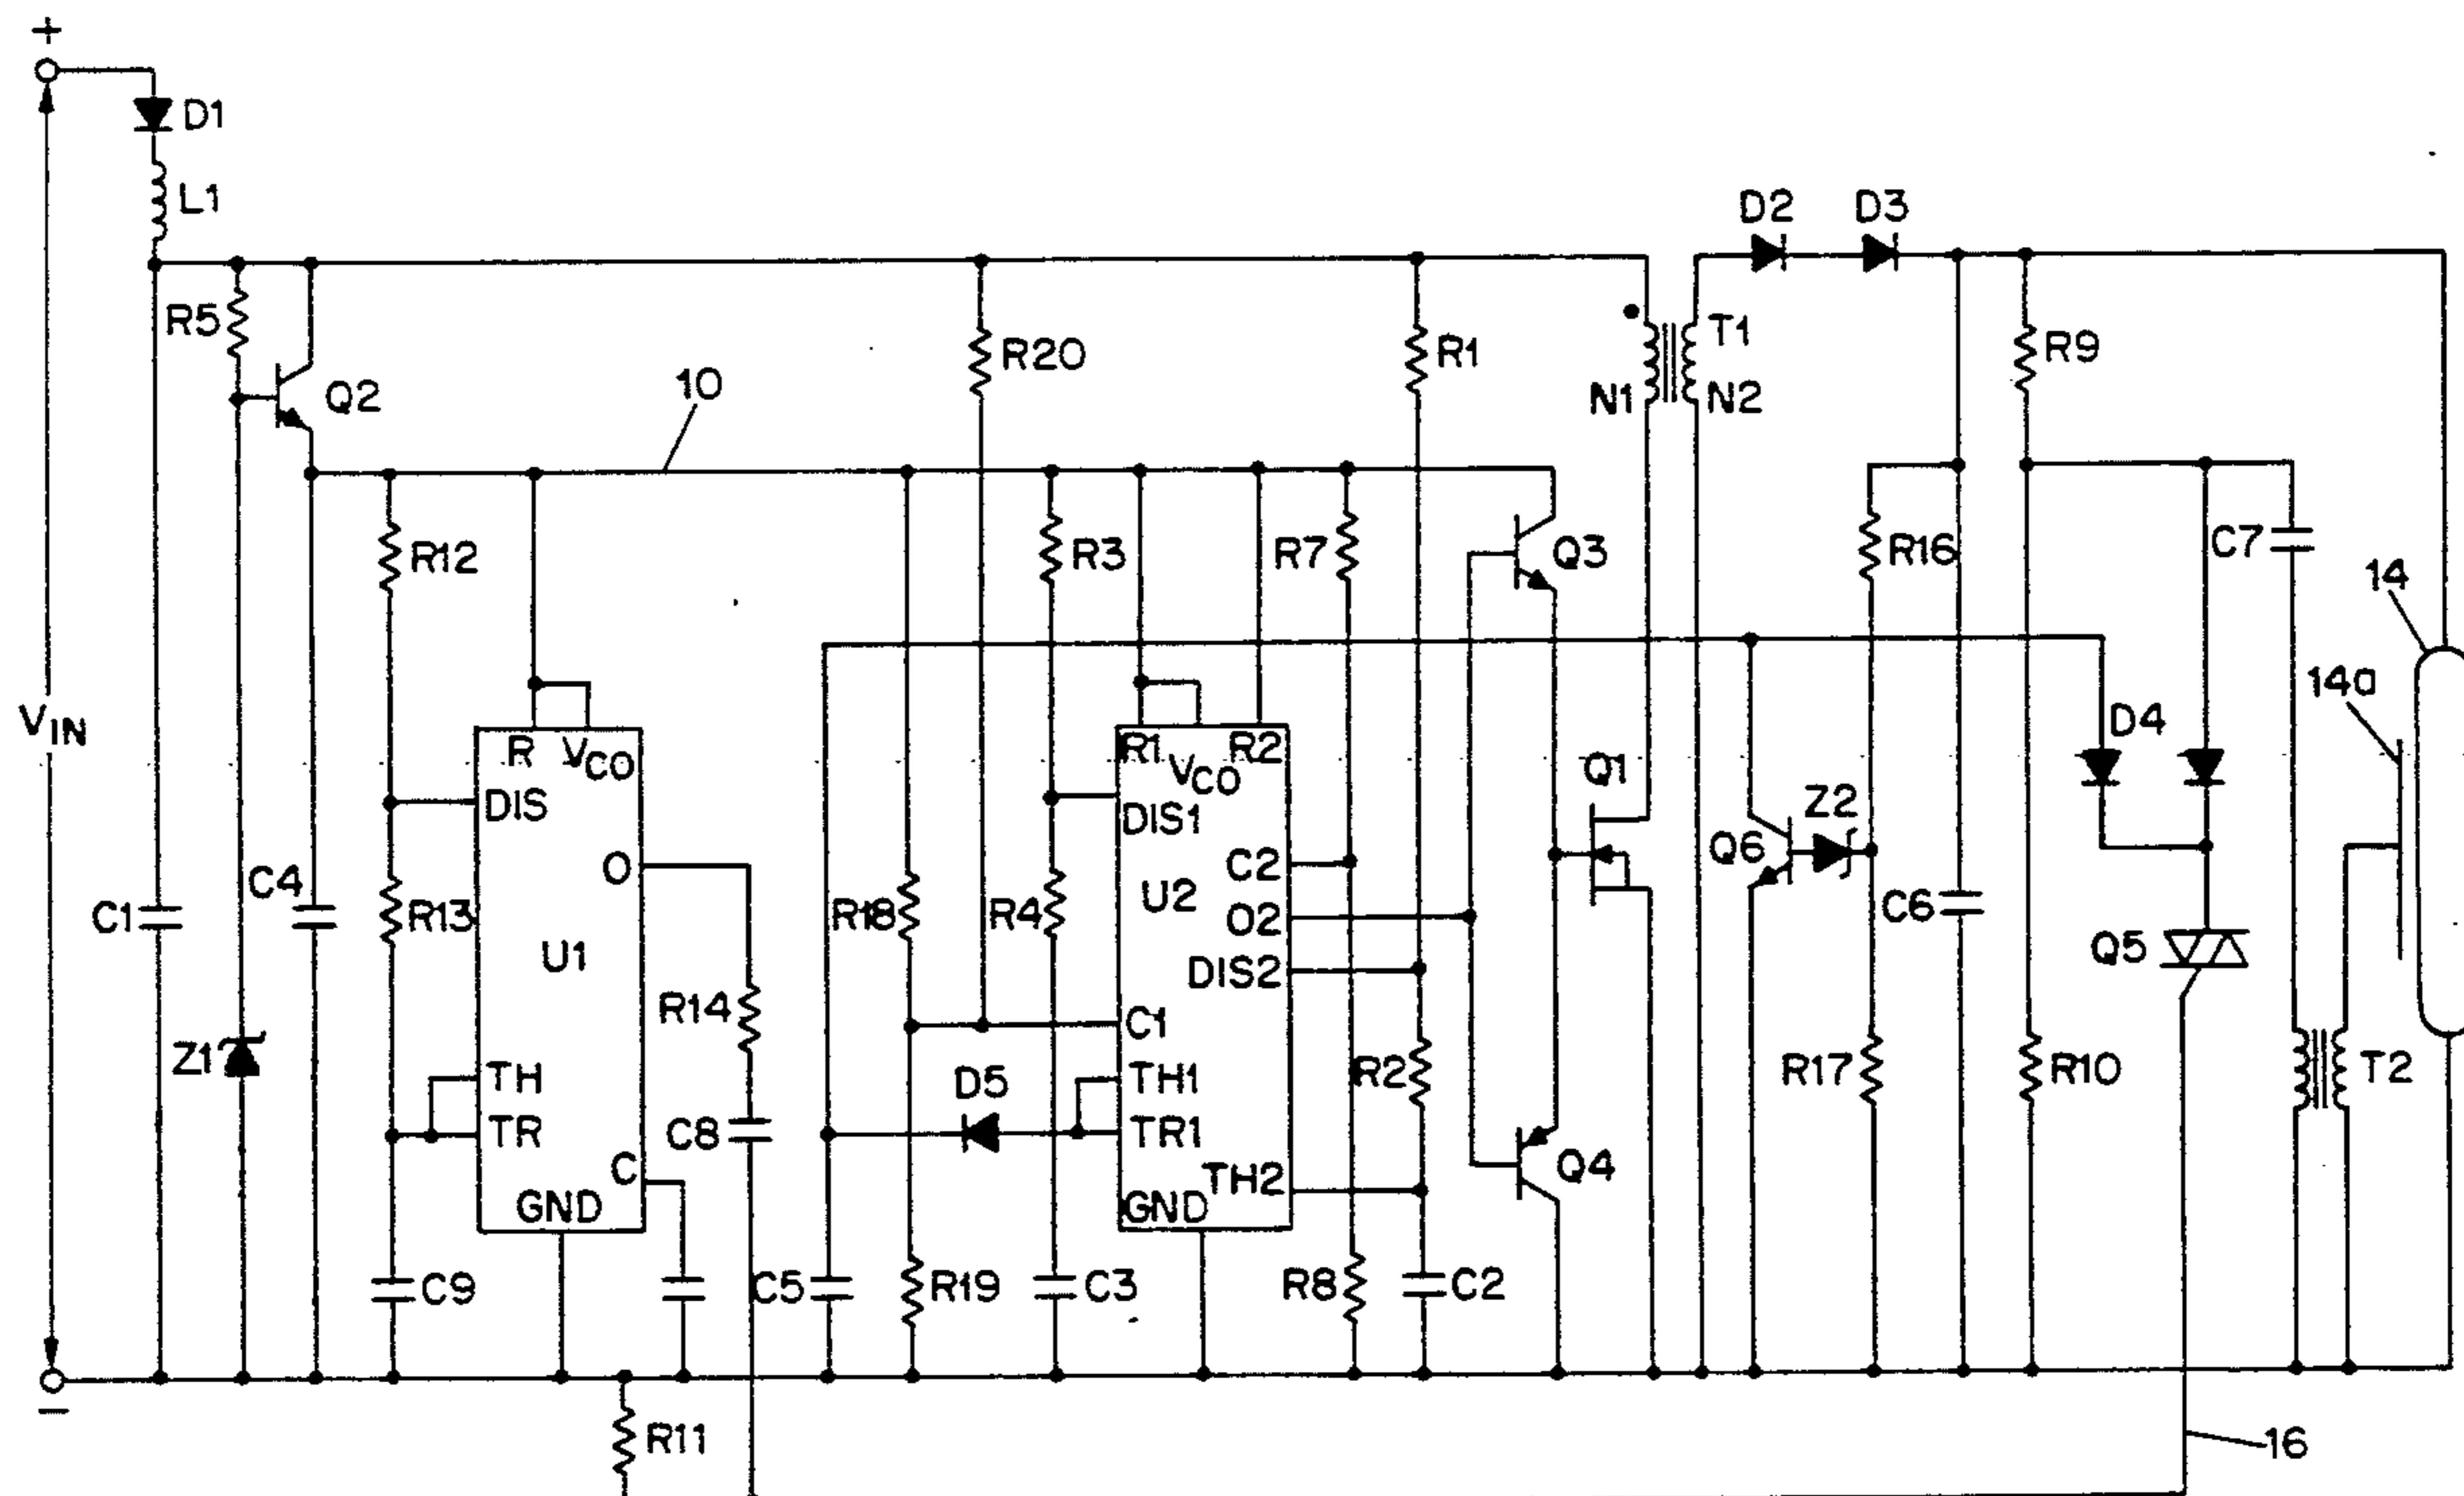 +
D1
L1
D2 D3
R5
Q2
10
R20
R1
T1
N1 N2
R9
R12
R3
R7
Q3
R16
C7
14
14a
VIN
R VCO
DIS
R1 R2
VCO
DIS1
Q1
D4
Z2
Q6
O
C2
C1
C4
R13
U1
R18
R4
U2
O2
DIS2
C6
Q5
R14
C1
Z1
TH
TR
D5
TH1
TR1
R2
R17
R10
T2
C8
C
TH2
Q4
GND
GND
C9
C5
R19
C3
R8
C2
−
R11
16